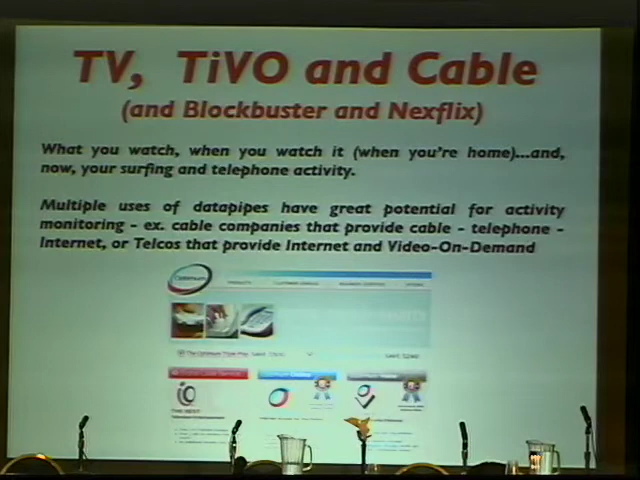 TV, TiVO and Cable
(and Blockbuster and Nexflix)
What you watch, when you watch it (when you're home)...and,
now, your surfing and telephone activity.
Multiple uses of datapipes have great potential for activity
monitoring - ex. cable companies that provide cable - telephone -
Internet, or Telcos that provide Internet and Video-On-Demand
Optimum